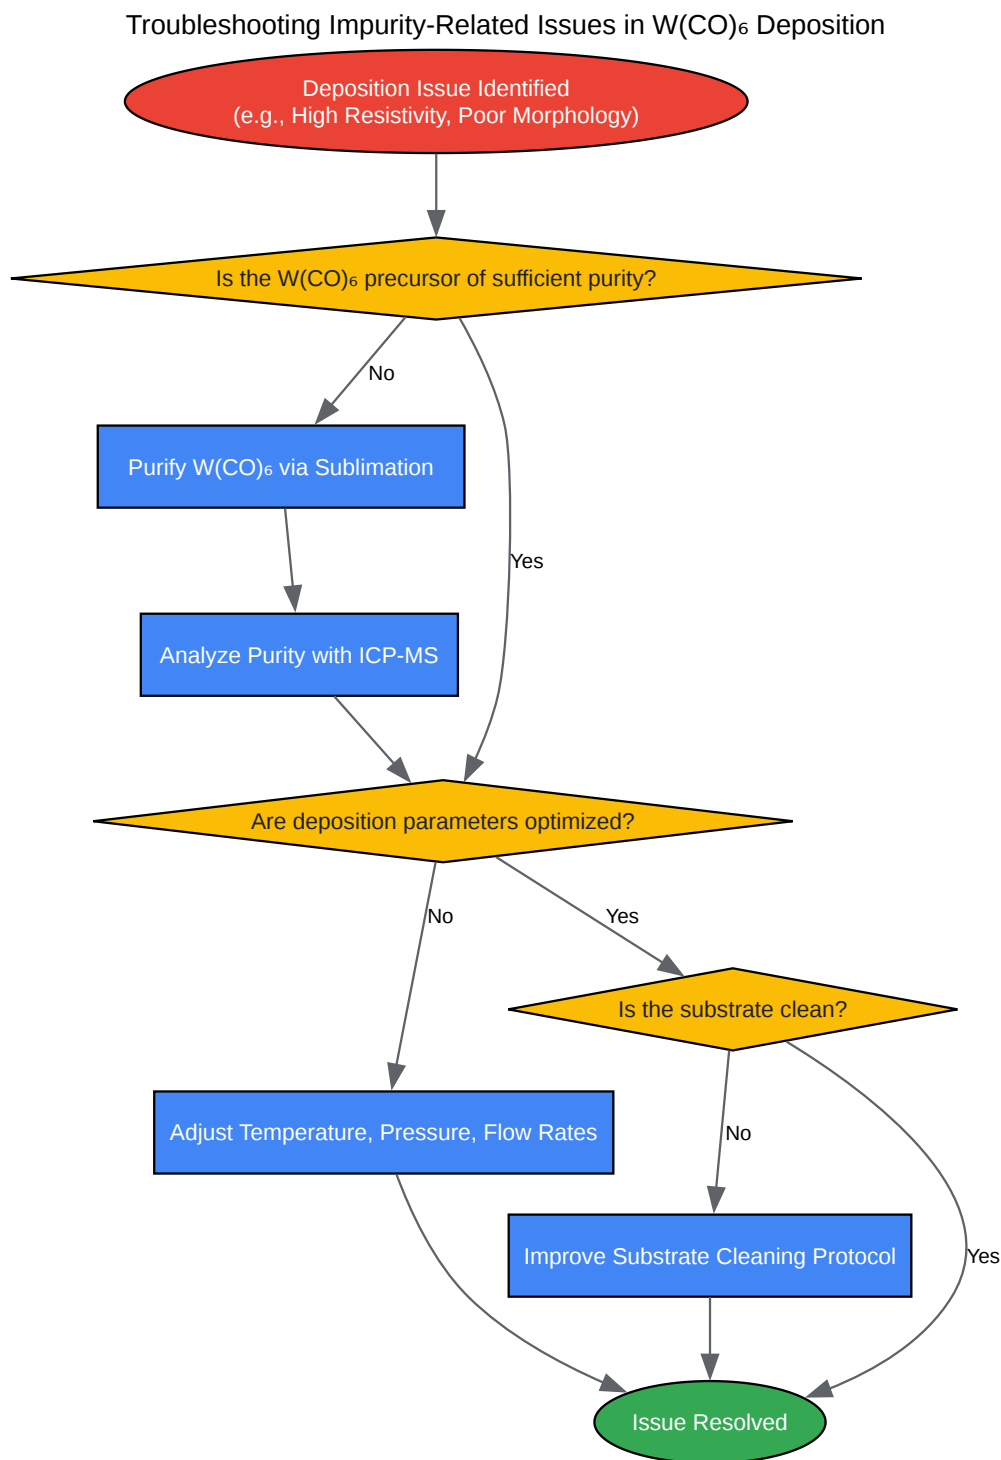 Troubleshooting Impurity-Related Issues in W(CO)₆ Deposition
Deposition Issue Identified
(e.g., High Resistivity, Poor Morphology)
Is the W(CO)₆ precursor of sufficient purity?
No
Purify W(CO)₆ via Sublimation
Yes
Analyze Purity with ICP-MS
Are deposition parameters optimized?
No
Yes
Is the substrate clean?
Adjust Temperature, Pressure, Flow Rates
No
Improve Substrate Cleaning Protocol
Yes
Issue Resolved